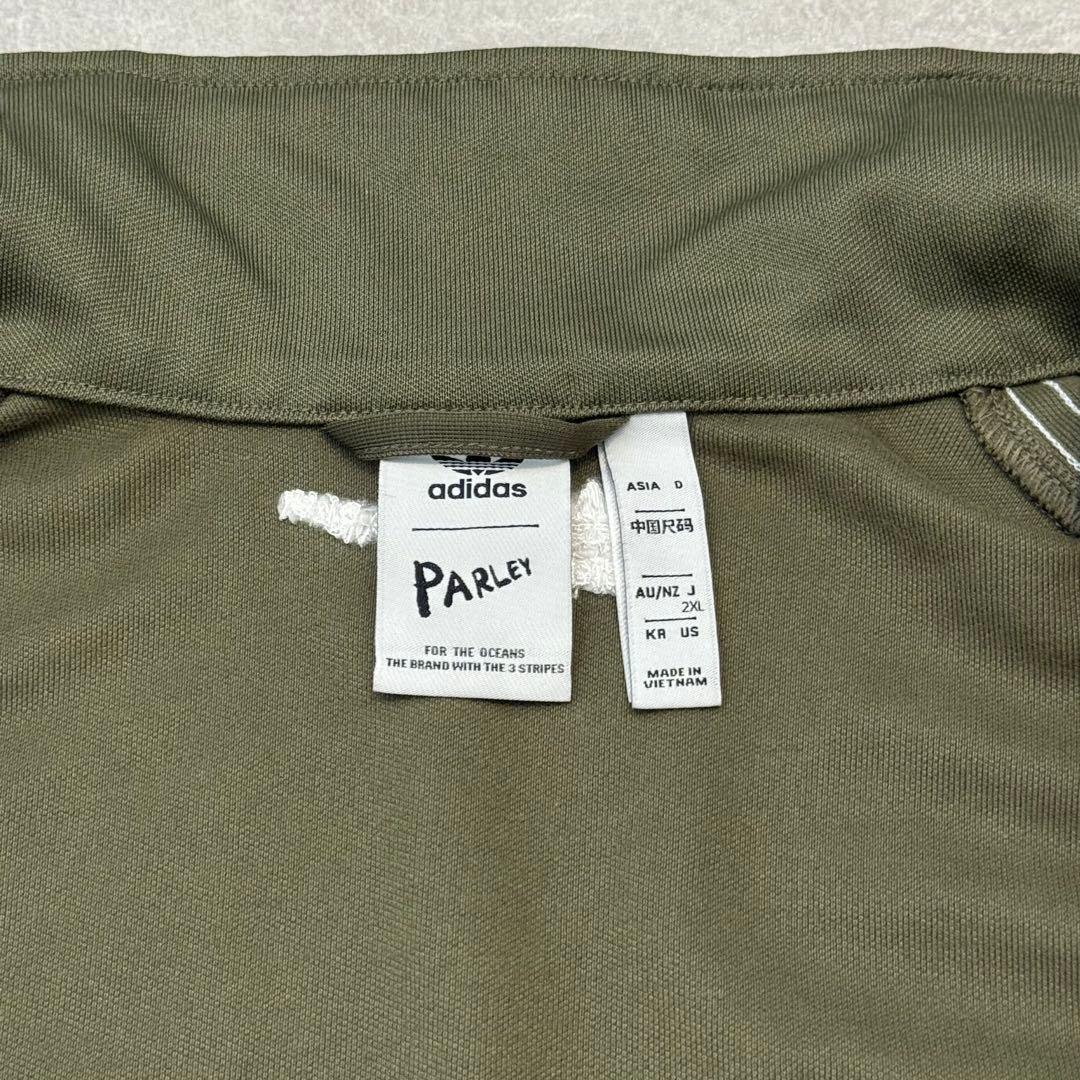 adidas
PARLEY
FOR THE OCEANS
THE BRAND WITH THE 3 STRIPES
ASIA D
中国尺码
AU/NZ J
2XL
KR US
MADE IN
VIETNAM